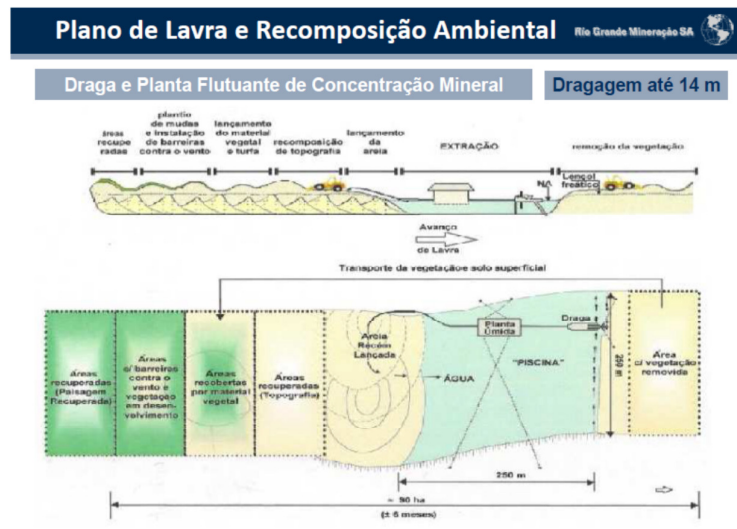 Plano de Lavra e Recomposição Ambiental
Rio Grande Mineração SA
Draga e Planta Flutuante de Concentração Mineral
Dragagem até 14 m
áreas
recupe
radas
plantio
de mudas
e instalação
de barreiras
contra o vento
lançamento
do material
vegetal
e turfa
recomposição
de topografia
lançamento
da
areia
EXTRAÇÃO
remoção da vegetação
NA
Lençol
freático
Avanço
de Lavra
Transporte da vegetação e solo superficial
Áreas
recuperadas
(Paisagem
Recuperada)
Áreas
c/ barreiras
contra o
vento e
vegetação
em desen-
volvimento
Áreas
recobertas
por material
vegetal
Áreas
recuperadas
(Topografia)
Areia
Recém
Lançada
ÁGUA
Planta
Úmida
"PISCINA"
Draga
250 m
Área
c/ vegetação
removida
250 m
~ 90 ha
(± 6 meses)